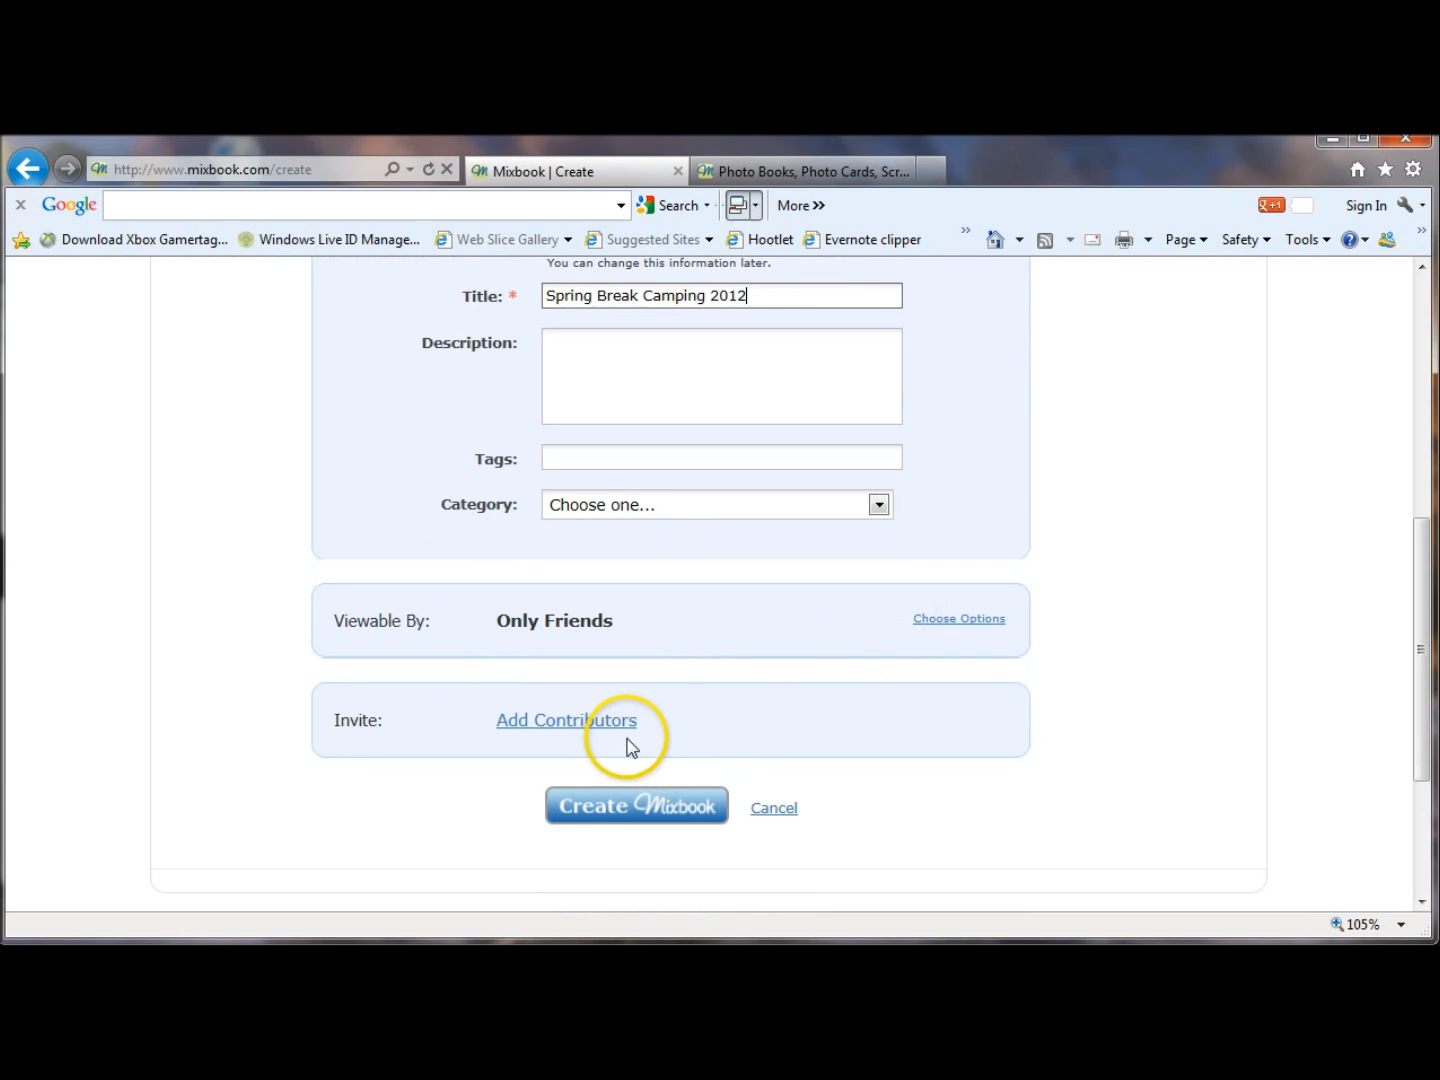 http://www.mixbook.com/create
Mixbook | Create
Photo Books, Photo Cards, Scr...
x Google Search More »
+1 Sign In
Download Xbox Gamertag... Windows Live ID Manage... Web Slice Gallery Suggested Sites Hootlet Evernote clipper » Page Safety Tools »
You can change this information later.
Title: * Spring Break Camping 2012
Description:
Tags:
Category: Choose one...
Viewable By: Only Friends Choose Options
Invite: Add Contributors
Create Mixbook Cancel
105%